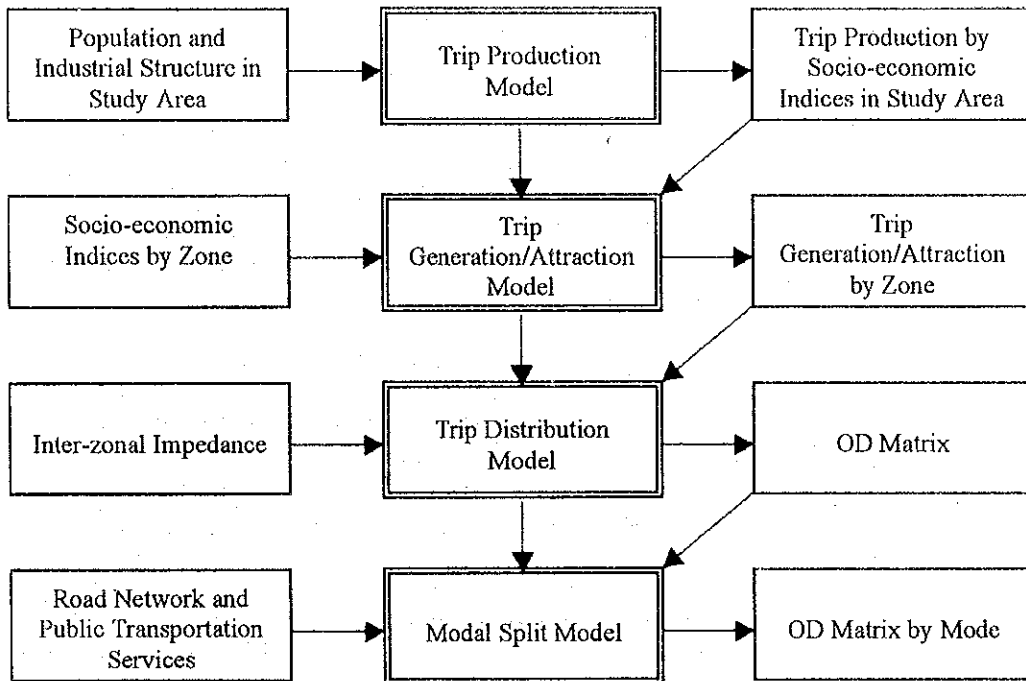 Population and
Industrial Structure in
Study Area
Trip Production
Model
Trip Production by
Socio-economic
Indices in Study Area
Socio-economic
Indices by Zone
Trip
Generation/Attraction
Model
Trip
Generation/Attraction
by Zone
Inter-zonal Impedance
Trip Distribution
Model
OD Matrix
Road Network and
Public Transportation
Services
Modal Split Model
OD Matrix by Mode